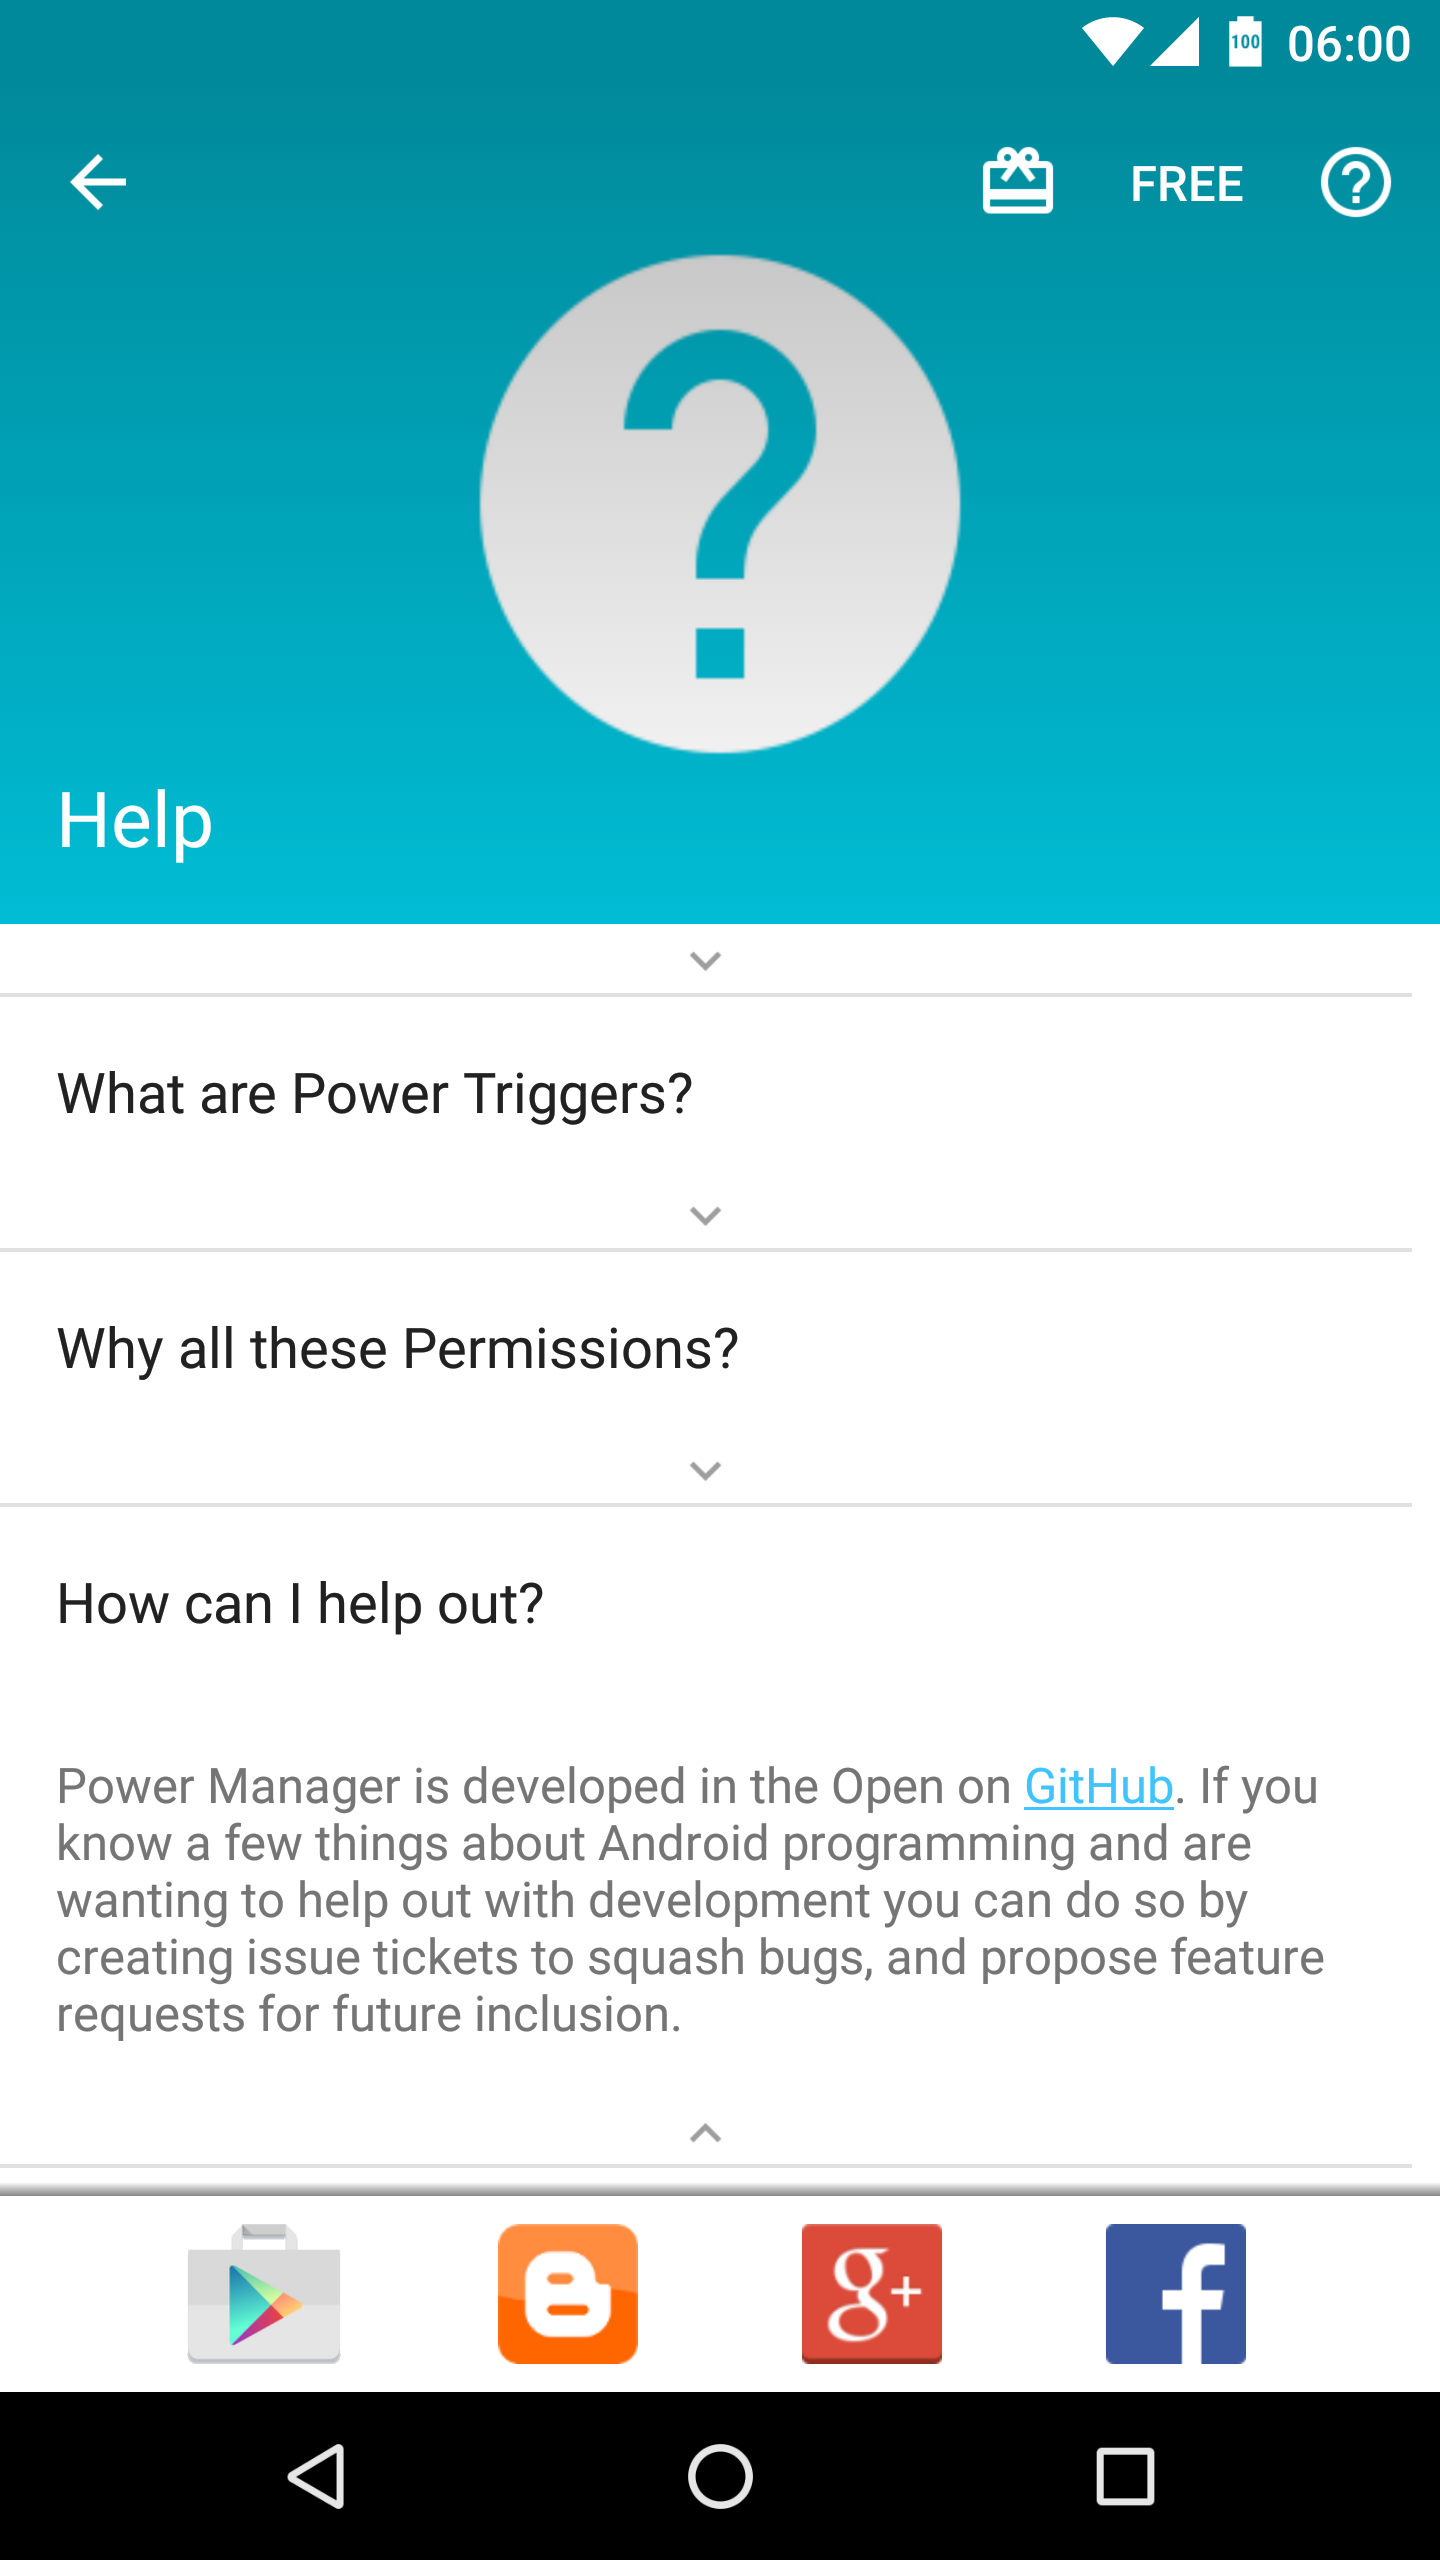 100 06:00
FREE
Help
What are Power Triggers?
Why all these Permissions?
How can I help out?
Power Manager is developed in the Open on GitHub. If you
know a few things about Android programming and are
wanting to help out with development you can do so by
creating issue tickets to squash bugs, and propose feature
requests for future inclusion.